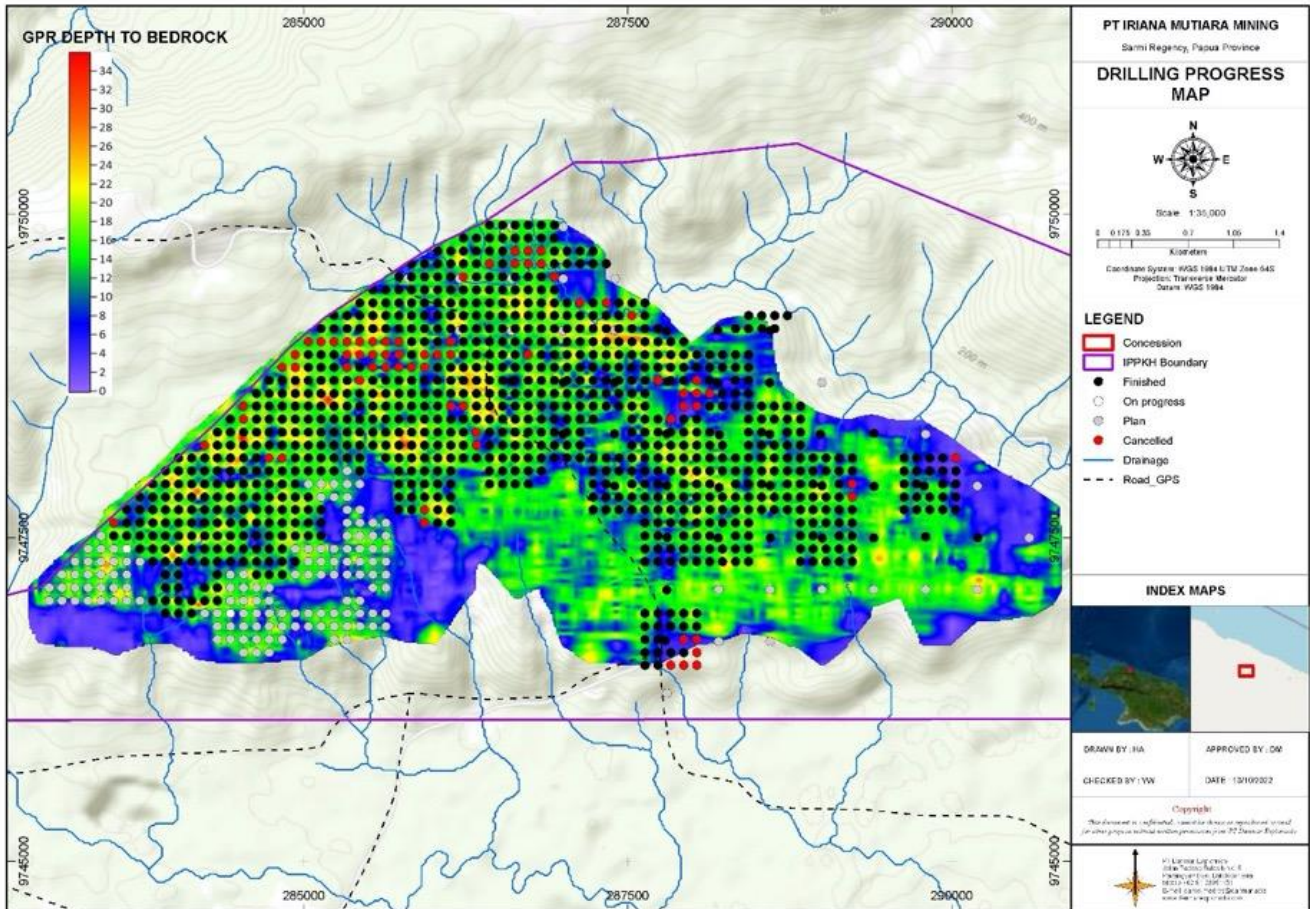 GPR DEPTH TO BEDROCK
34
32
30
28
26
24
22
20
18
16
14
12
10
8
6
4
2
0
285000
287500
290000
9750000
9750000
400 m
200 m
9747500
9747500
9745000
9745000
285000
287500
290000
PT IRIANA MUTIARA MINING
Sarmi Regency, Papua Province
DRILLING PROGRESS
MAP
N
W
E
S
Scale 1:35,000
0 0.175 0.35 0.7 1.05 1.4
Kilometers
Coordinate System: WGS 1984 UTM Zone 54S
Projection: Transverse Mercator
Datum: WGS 1984
LEGEND
Concession
IPPKH Boundary
Finished
On progress
Plan
Cancelled
Drainage
Road_GPS
INDEX MAPS
DRAWN BY : HA
APPROVED BY : DM
CHECKED BY : YW
DATE : 13/10/2022
Copyright